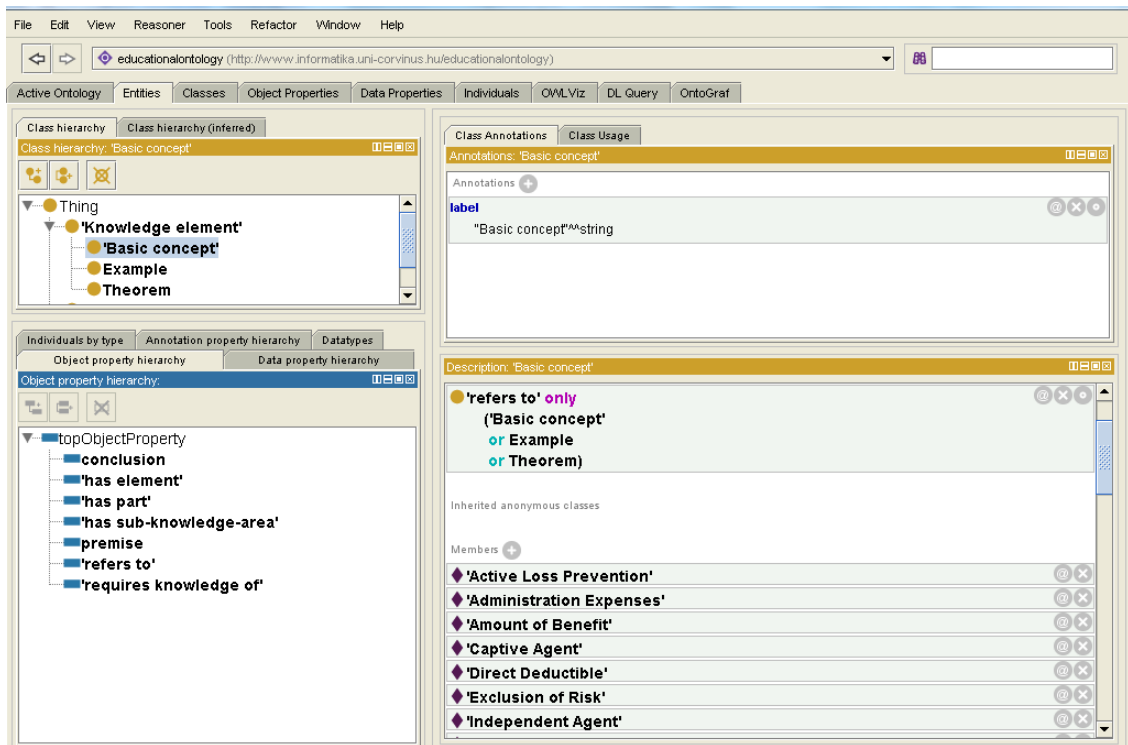 File Edit View Reasoner Tools Refactor Window Help
educationalontology (http://www.informatika.uni-corvinus.hu/educationalontology)
Active Ontology Entities Classes Object Properties Data Properties Individuals OWLViz DL Query OntoGraf
Class hierarchy Class hierarchy (inferred)
Class hierarchy: 'Basic concept'
Thing
'Knowledge element'
'Basic concept'
Example
Theorem
Individuals by type Annotation property hierarchy Datatypes
Object property hierarchy Data property hierarchy
Object property hierarchy:
topObjectProperty
conclusion
'has element'
'has part'
'has sub-knowledge-area'
premise
'refers to'
'requires knowledge of'
Class Annotations Class Usage
Annotations: 'Basic concept'
Annotations
label
"Basic concept"^^string
Description: 'Basic concept'
'refers to' only
('Basic concept'
or Example
or Theorem)
Inherited anonymous classes
Members
'Active Loss Prevention'
'Administration Expenses'
'Amount of Benefit'
'Captive Agent'
'Direct Deductible'
'Exclusion of Risk'
'Independent Agent'